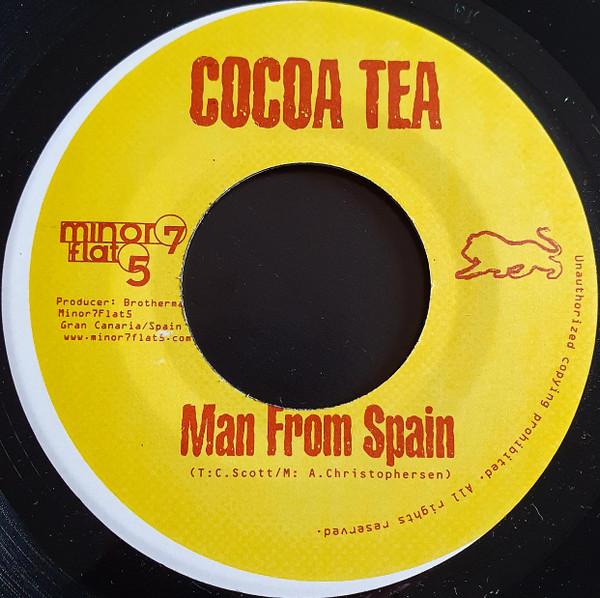 COCOA TEA
minor7
flat5
Producer: Brotherma
Minor7Flat5
Gran Canaria/Spain
www.minor7flat5.com
Man From Spain
(T:C.Scott/M: A.Christophersen)
Unauthorized copying prohibited. All rights reserved.